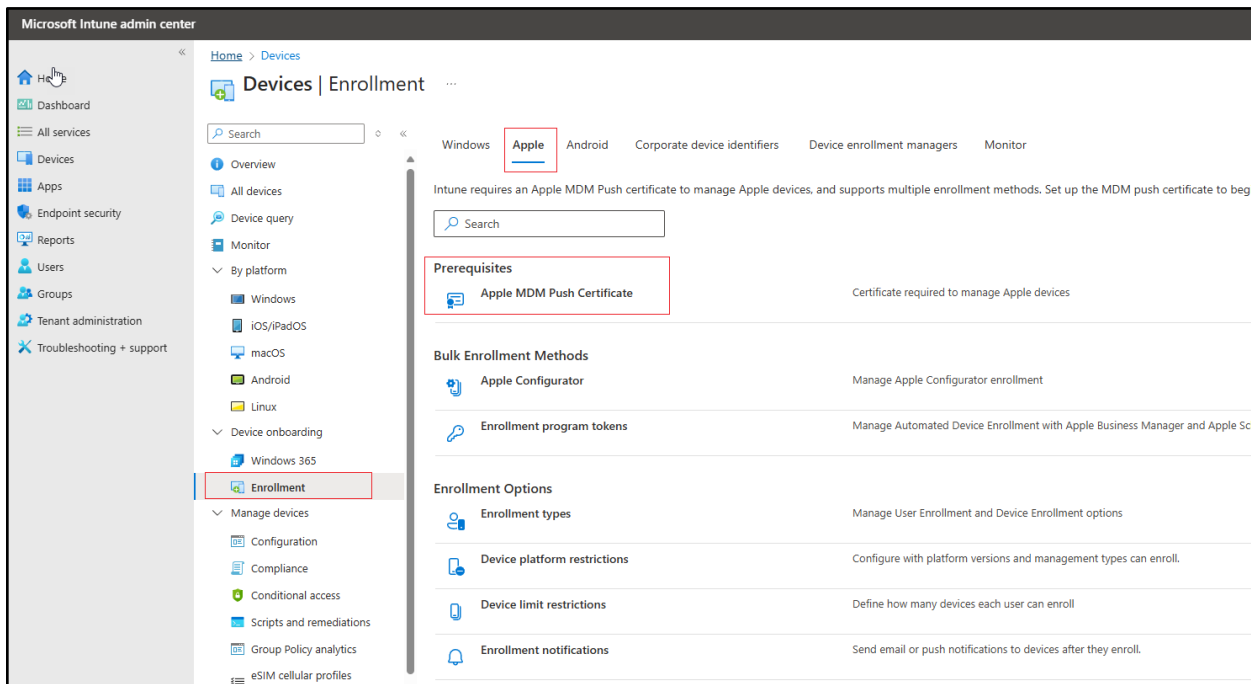 Microsoft Intune admin center
Home
Dashboard
All services
Devices
Apps
Endpoint security
Reports
Users
Groups
Tenant administration
Troubleshooting + support
Home > Devices
Devices | Enrollment
Search
Overview
All devices
Device query
Monitor
By platform
Windows
iOS/iPadOS
macOS
Android
Linux
Device onboarding
Windows 365
Enrollment
Manage devices
Configuration
Compliance
Conditional access
Scripts and remediations
Group Policy analytics
eSIM cellular profiles
Windows Apple Android Corporate device identifiers Device enrollment managers Monitor
Intune requires an Apple MDM Push certificate to manage Apple devices, and supports multiple enrollment methods. Set up the MDM push certificate to beg
Search
Prerequisites
Apple MDM Push Certificate Certificate required to manage Apple devices
Bulk Enrollment Methods
Apple Configurator Manage Apple Configurator enrollment
Enrollment program tokens Manage Automated Device Enrollment with Apple Business Manager and Apple Sc
Enrollment Options
Enrollment types Manage User Enrollment and Device Enrollment options
Device platform restrictions Configure with platform versions and management types can enroll.
Device limit restrictions Define how many devices each user can enroll
Enrollment notifications Send email or push notifications to devices after they enroll.